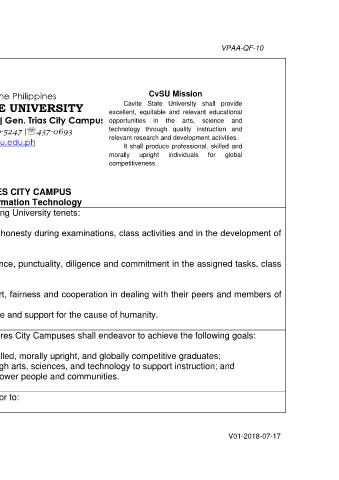 VPAA-QF-10
he Philippines
E UNIVERSITY
| Gen. Trias City Campus
-5247 |☏437-0693
u.edu.ph
CvSU Mission
Cavite State University shall provide
excellent, equitable and relevant educational
opportunities in the arts, science and
technology through quality instruction and
relevant research and development activities.
It shall produce professional, skilled and
morally upright individuals for global
competitiveness.
ES CITY CAMPUS
rmation Technology
ng University tenets:
honesty during examinations, class activities and in the development of
nce, punctuality, diligence and commitment in the assigned tasks, class
rt, fairness and cooperation in dealing with their peers and members of
e and support for the cause of humanity.
res City Campuses shall endeavor to achieve the following goals:
lled, morally upright, and globally competitive graduates;
gh arts, sciences, and technology to support instruction; and
ower people and communities.
or to:
V01-2018-07-17